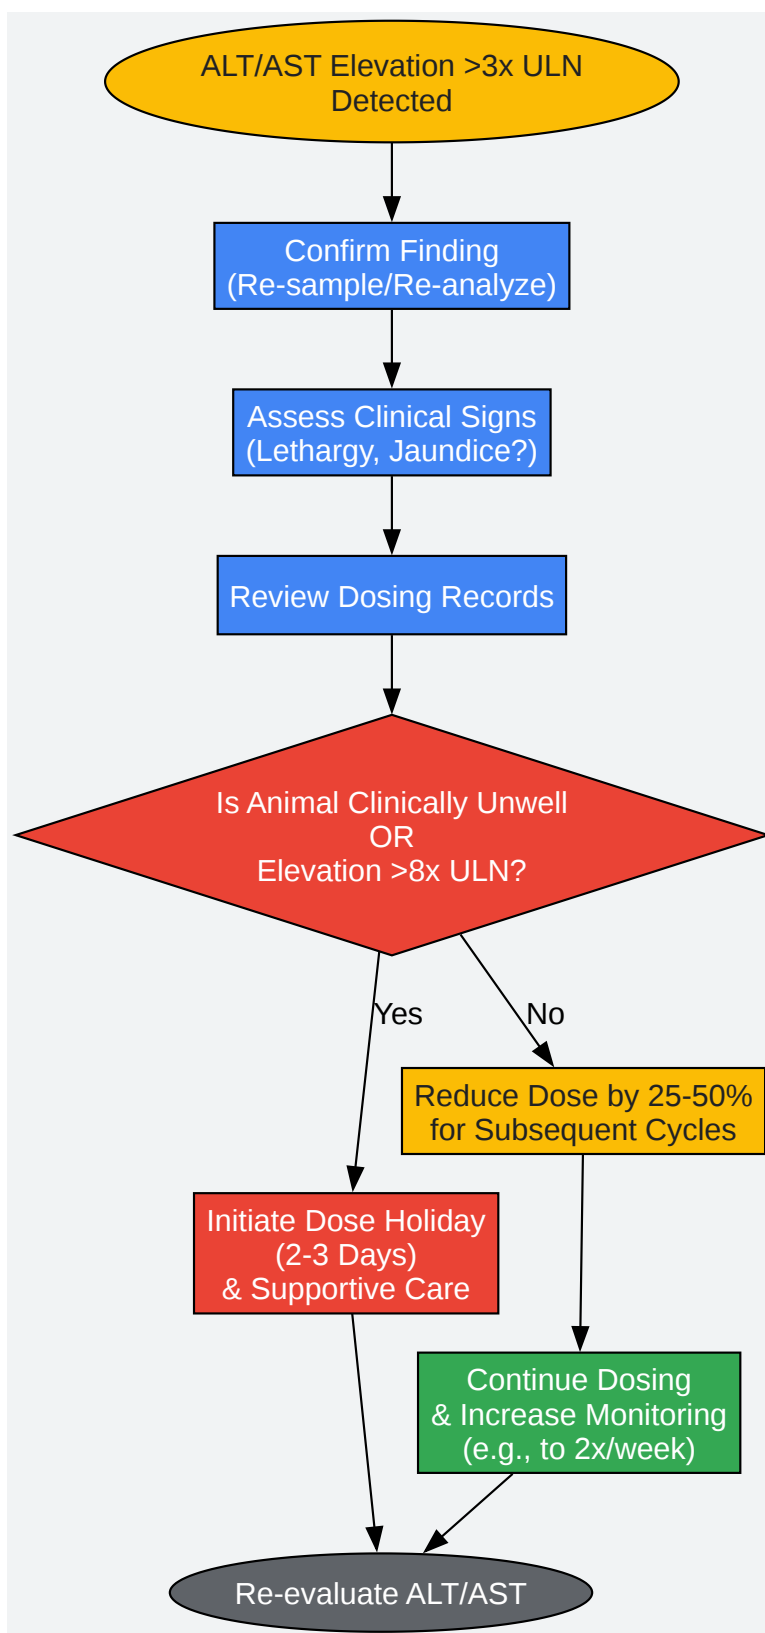 ALT/AST Elevation >3x ULN
Detected
Confirm Finding
(Re-sample/Re-analyze)
Assess Clinical Signs
(Lethargy, Jaundice?)
Review Dosing Records
Is Animal Clinically Unwell
OR
Elevation >8x ULN?
Yes
No
Reduce Dose by 25-50%
for Subsequent Cycles
Initiate Dose Holiday
(2-3 Days)
& Supportive Care
Continue Dosing
& Increase Monitoring
(e.g., to 2x/week)
Re-evaluate ALT/AST